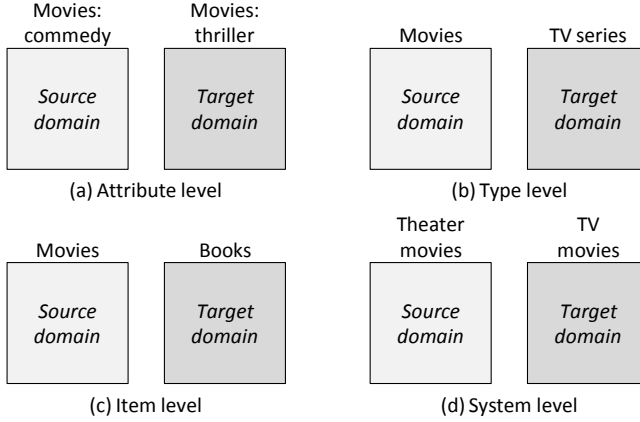 Movies:
commedy
Movies:
thriller
Source
domain
Target
domain
(a) Attribute level
Movies
TV series
Source
domain
Target
domain
(b) Type level
Movies
Books
Source
domain
Target
domain
(c) Item level
Theater
movies
TV
movies
Source
domain
Target
domain
(d) System level